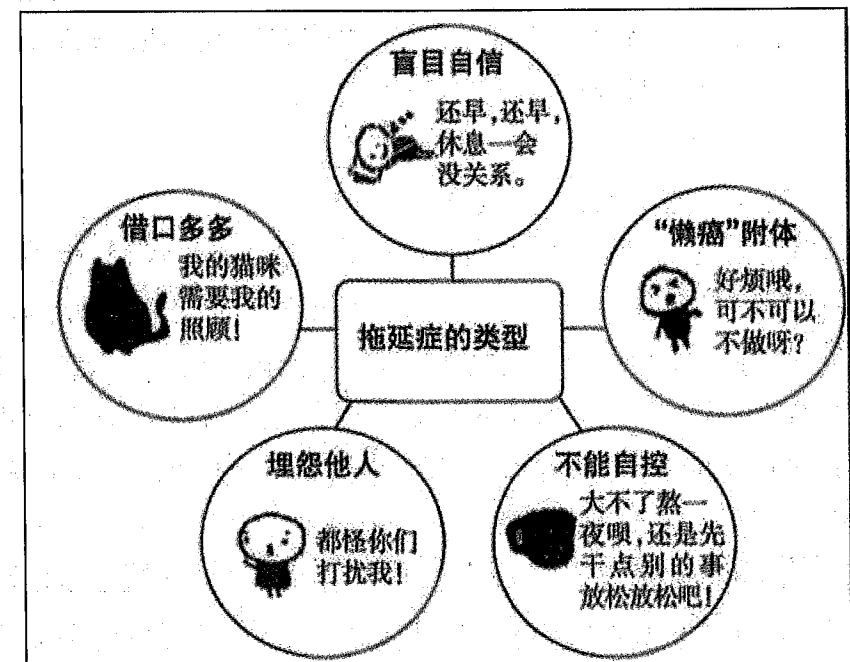 盲目自信
还早,还早,
休息一会
没关系。
借口多多
我的猫咪
需要我的
照顾!
“懒癌”附体
好烦哦,
可不可以
不做呀?
拖延症的类型
埋怨他人
都怪你们
打扰我!
不能自控
大不了熬一
夜呗,还是先
干点别的事
放松放松吧!